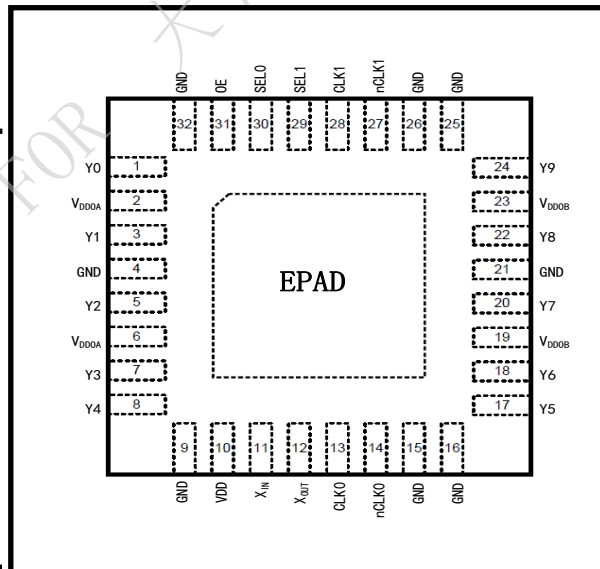 FOR 大
GND OE SEL0 SEL1 CLK1 nCLK1 GND GND
32 31 30 29 28 27 26 25
Y0 1 24 Y9
VDDOA 2 23 VDDOB
Y1 3 22 Y8
GND 4 21 GND
EPAD
Y2 5 20 Y7
VDDOA 6 19 VDDOB
Y3 7 18 Y6
Y4 8 17 Y5
9 10 11 12 13 14 15 16
GND VDD XIN XOUT CLK0 nCLK0 GND GND